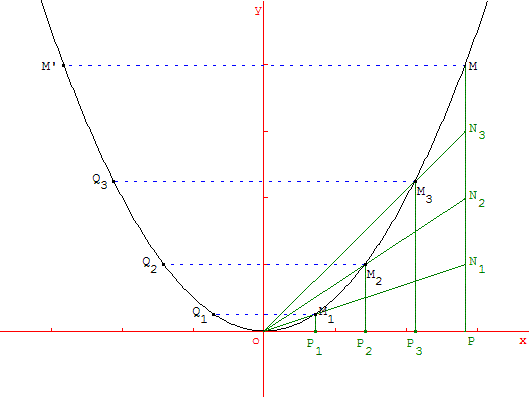 y
M' M
N3
Q3 M3
N2
Q2 M2 N1
Q1 M1
o P1 P2 P3 P x